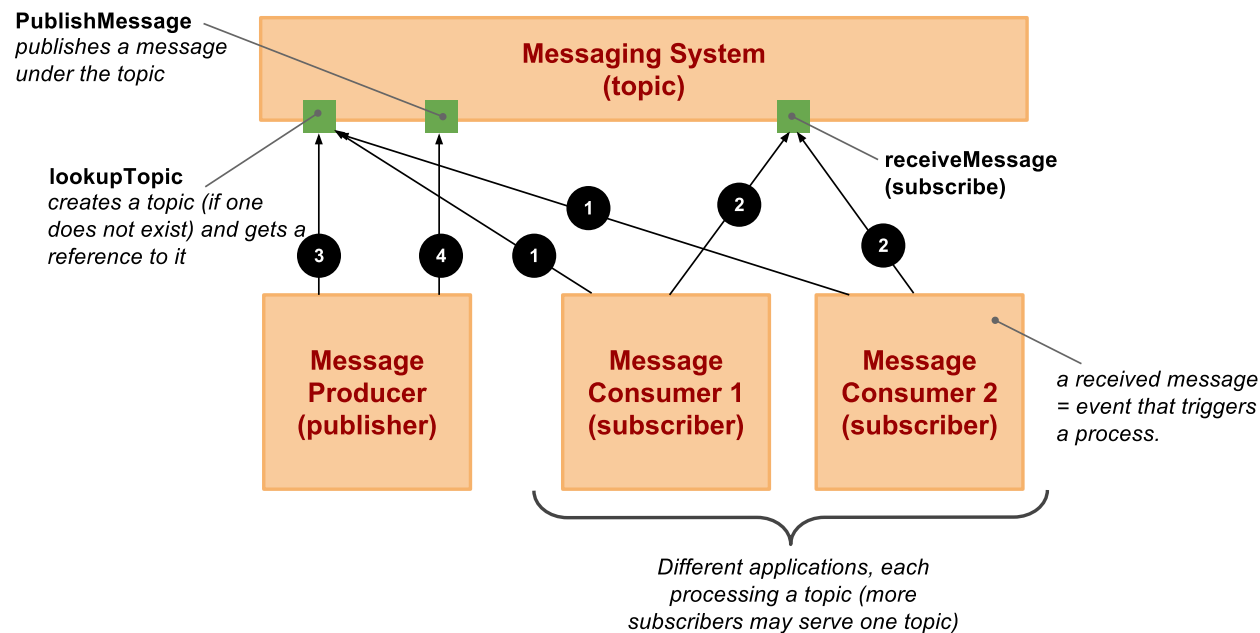 PublishMessage
publishes a message
under the topic
Messaging System
(topic)
lookupTopic
creates a topic (if one
does not exist) and gets a
reference to it
receiveMessage
(subscribe)
1
2
2
3
4
1
Message
Producer
(publisher)
Message
Consumer 1
(subscriber)
Message
Consumer 2
(subscriber)
a received message
= event that triggers
a process.
Different applications, each
processing a topic (more
subscribers may serve one topic)